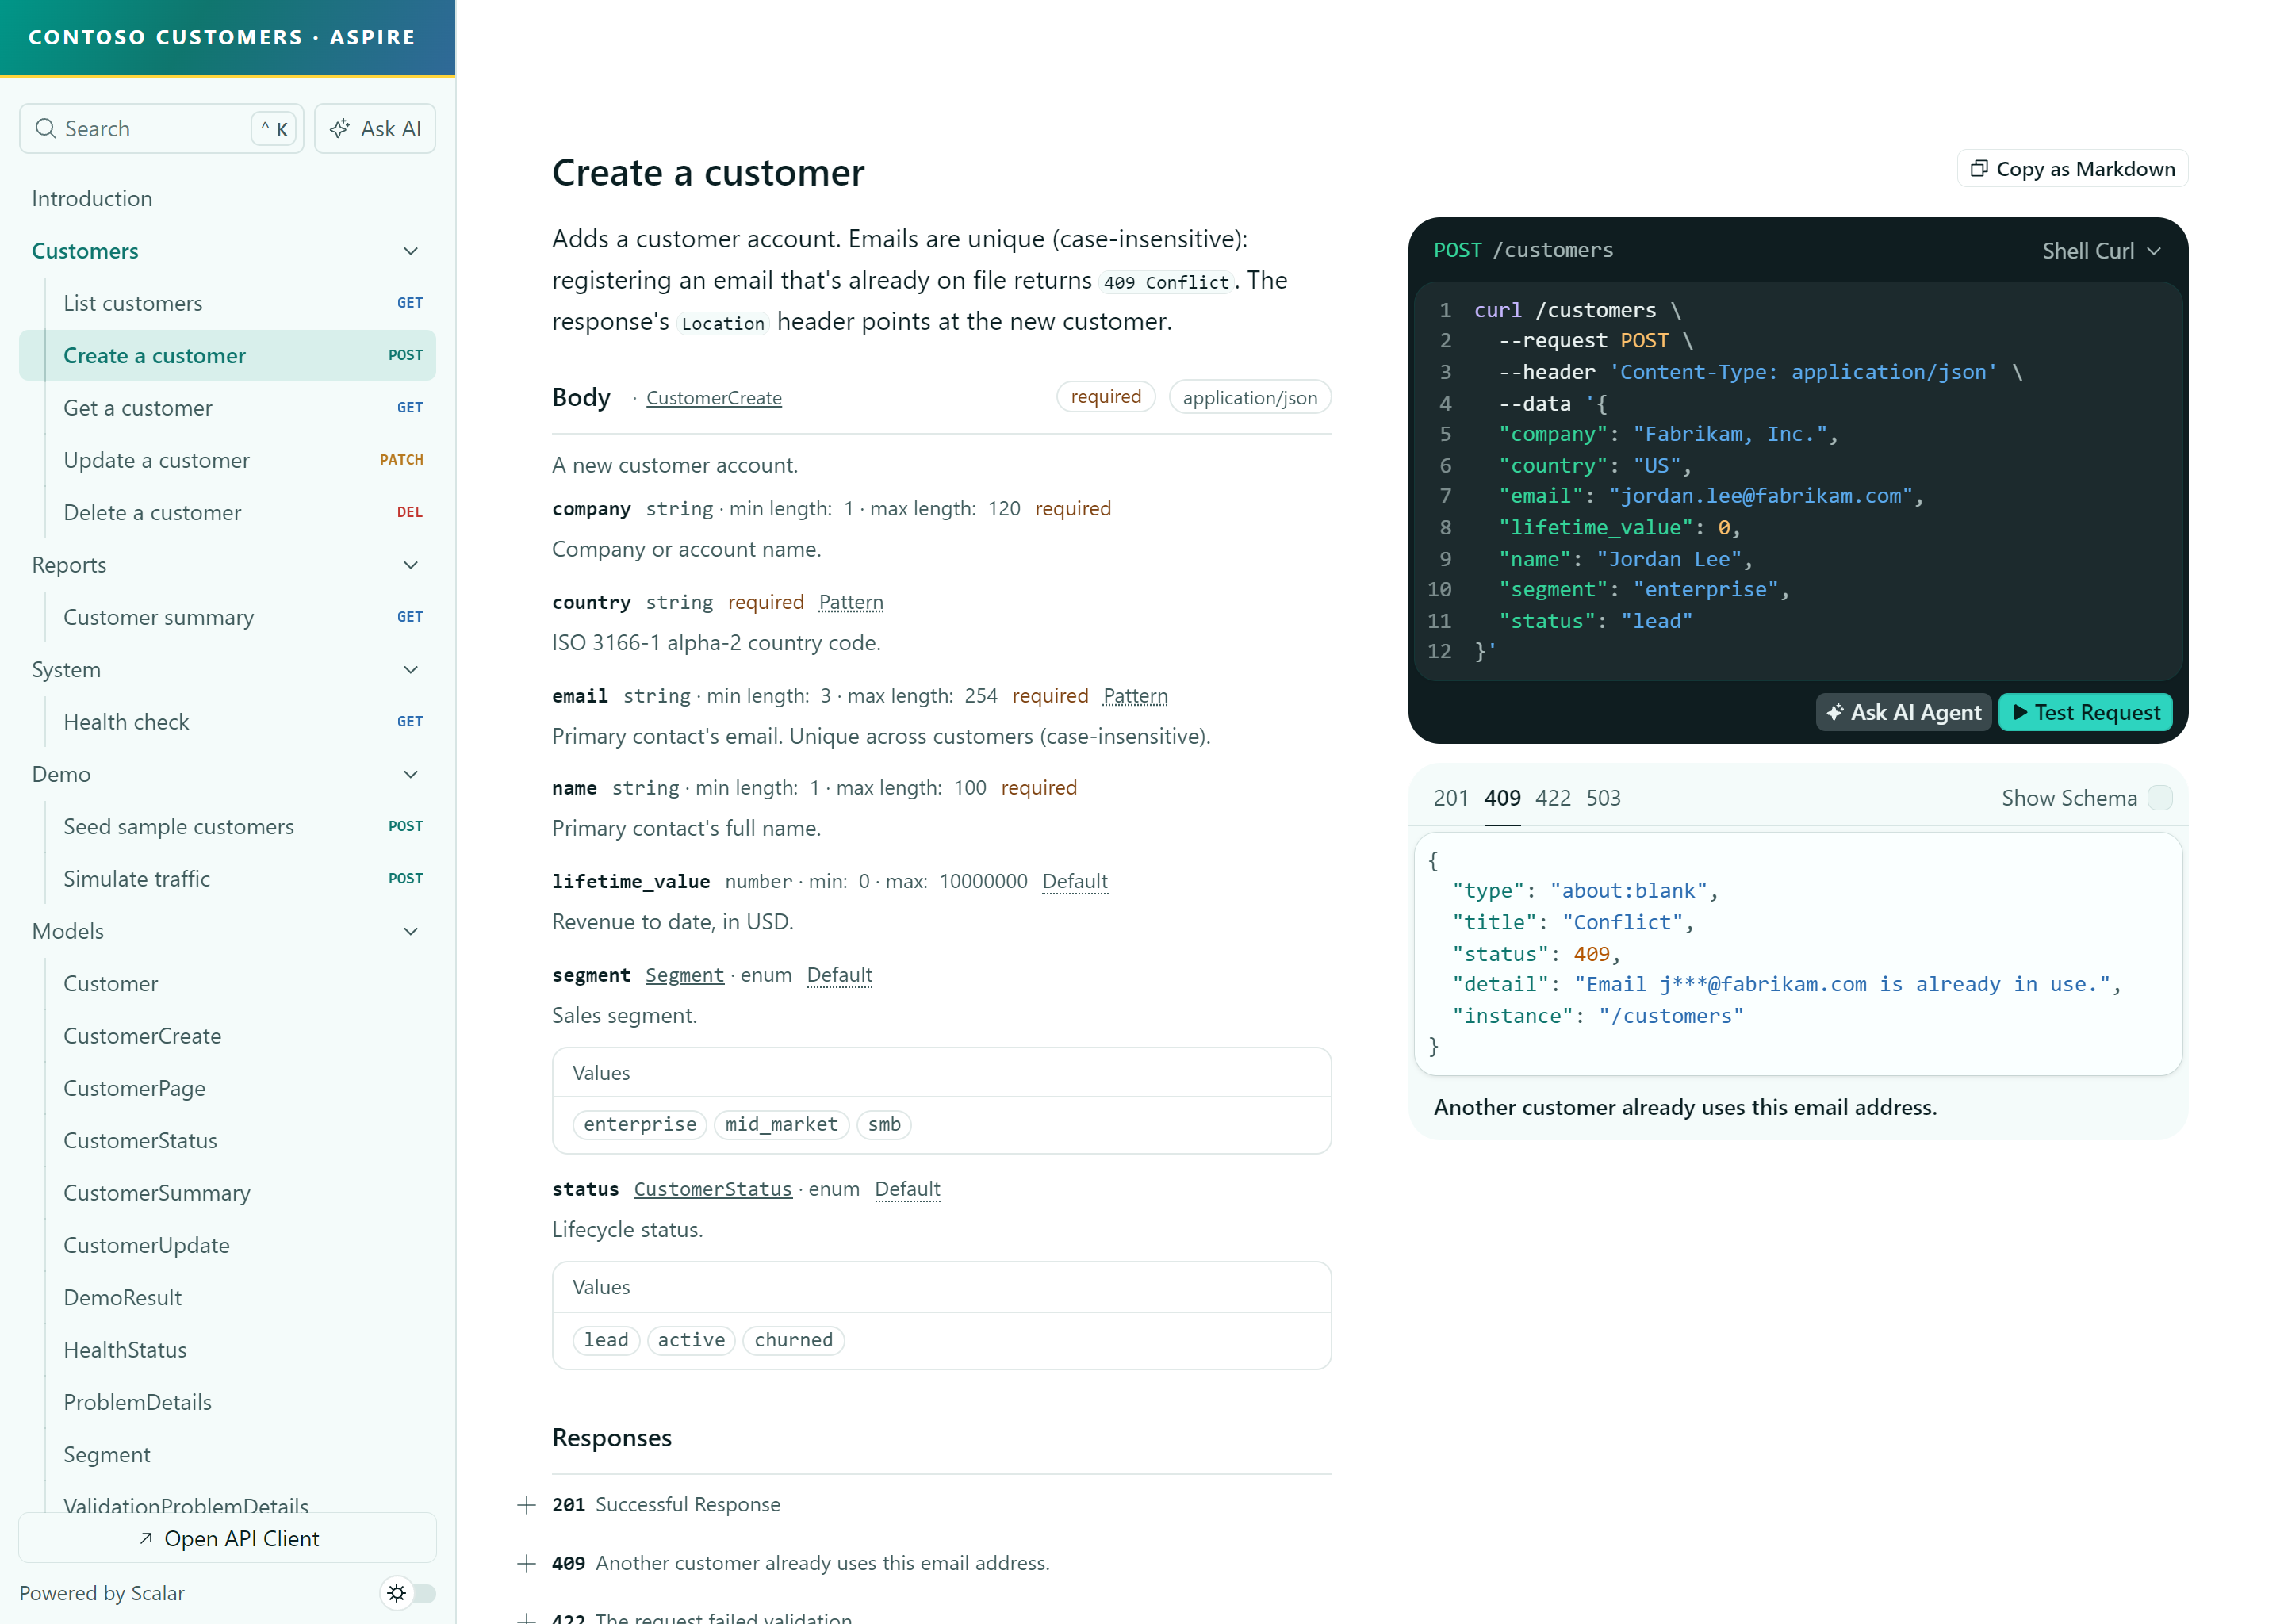 CONTOSO CUSTOMERS · ASPIRE
Search
^ K
Ask AI
Introduction
Customers
List customers GET
Create a customer POST
Get a customer GET
Update a customer PATCH
Delete a customer DEL
Reports
Customer summary GET
System
Health check GET
Demo
Seed sample customers POST
Simulate traffic POST
Models
Customer
CustomerCreate
CustomerPage
CustomerStatus
CustomerSummary
CustomerUpdate
DemoResult
HealthStatus
ProblemDetails
Segment
ValidationProblemDetails
Open API Client
Powered by Scalar
Create a customer
Adds a customer account. Emails are unique (case-insensitive):
registering an email that's already on file returns 409 Conflict. The
response's Location header points at the new customer.
Body · CustomerCreate required application/json
A new customer account.
company string · min length: 1 · max length: 120 required
Company or account name.
country string required Pattern
ISO 3166-1 alpha-2 country code.
email string · min length: 3 · max length: 254 required Pattern
Primary contact's email. Unique across customers (case-insensitive).
name string · min length: 1 · max length: 100 required
Primary contact's full name.
lifetime_value number · min: 0 · max: 10000000 Default
Revenue to date, in USD.
segment Segment · enum Default
Sales segment.
Values
enterprise mid_market smb
status CustomerStatus · enum Default
Lifecycle status.
Values
lead active churned
Responses
201 Successful Response
409 Another customer already uses this email address.
422 The request failed validation
Copy as Markdown
POST /customers Shell Curl
1 curl /customers \
2 --request POST \
3 --header 'Content-Type: application/json' \
4 --data '{
5 "company": "Fabrikam, Inc.",
6 "country": "US",
7 "email": "jordan.lee@fabrikam.com",
8 "lifetime_value": 0,
9 "name": "Jordan Lee",
10 "segment": "enterprise",
11 "status": "lead"
12 }'
Ask AI Agent
Test Request
201 409 422 503 Show Schema
{
"type": "about:blank",
"title": "Conflict",
"status": 409,
"detail": "Email j***@fabrikam.com is already in use.",
"instance": "/customers"
}
Another customer already uses this email address.